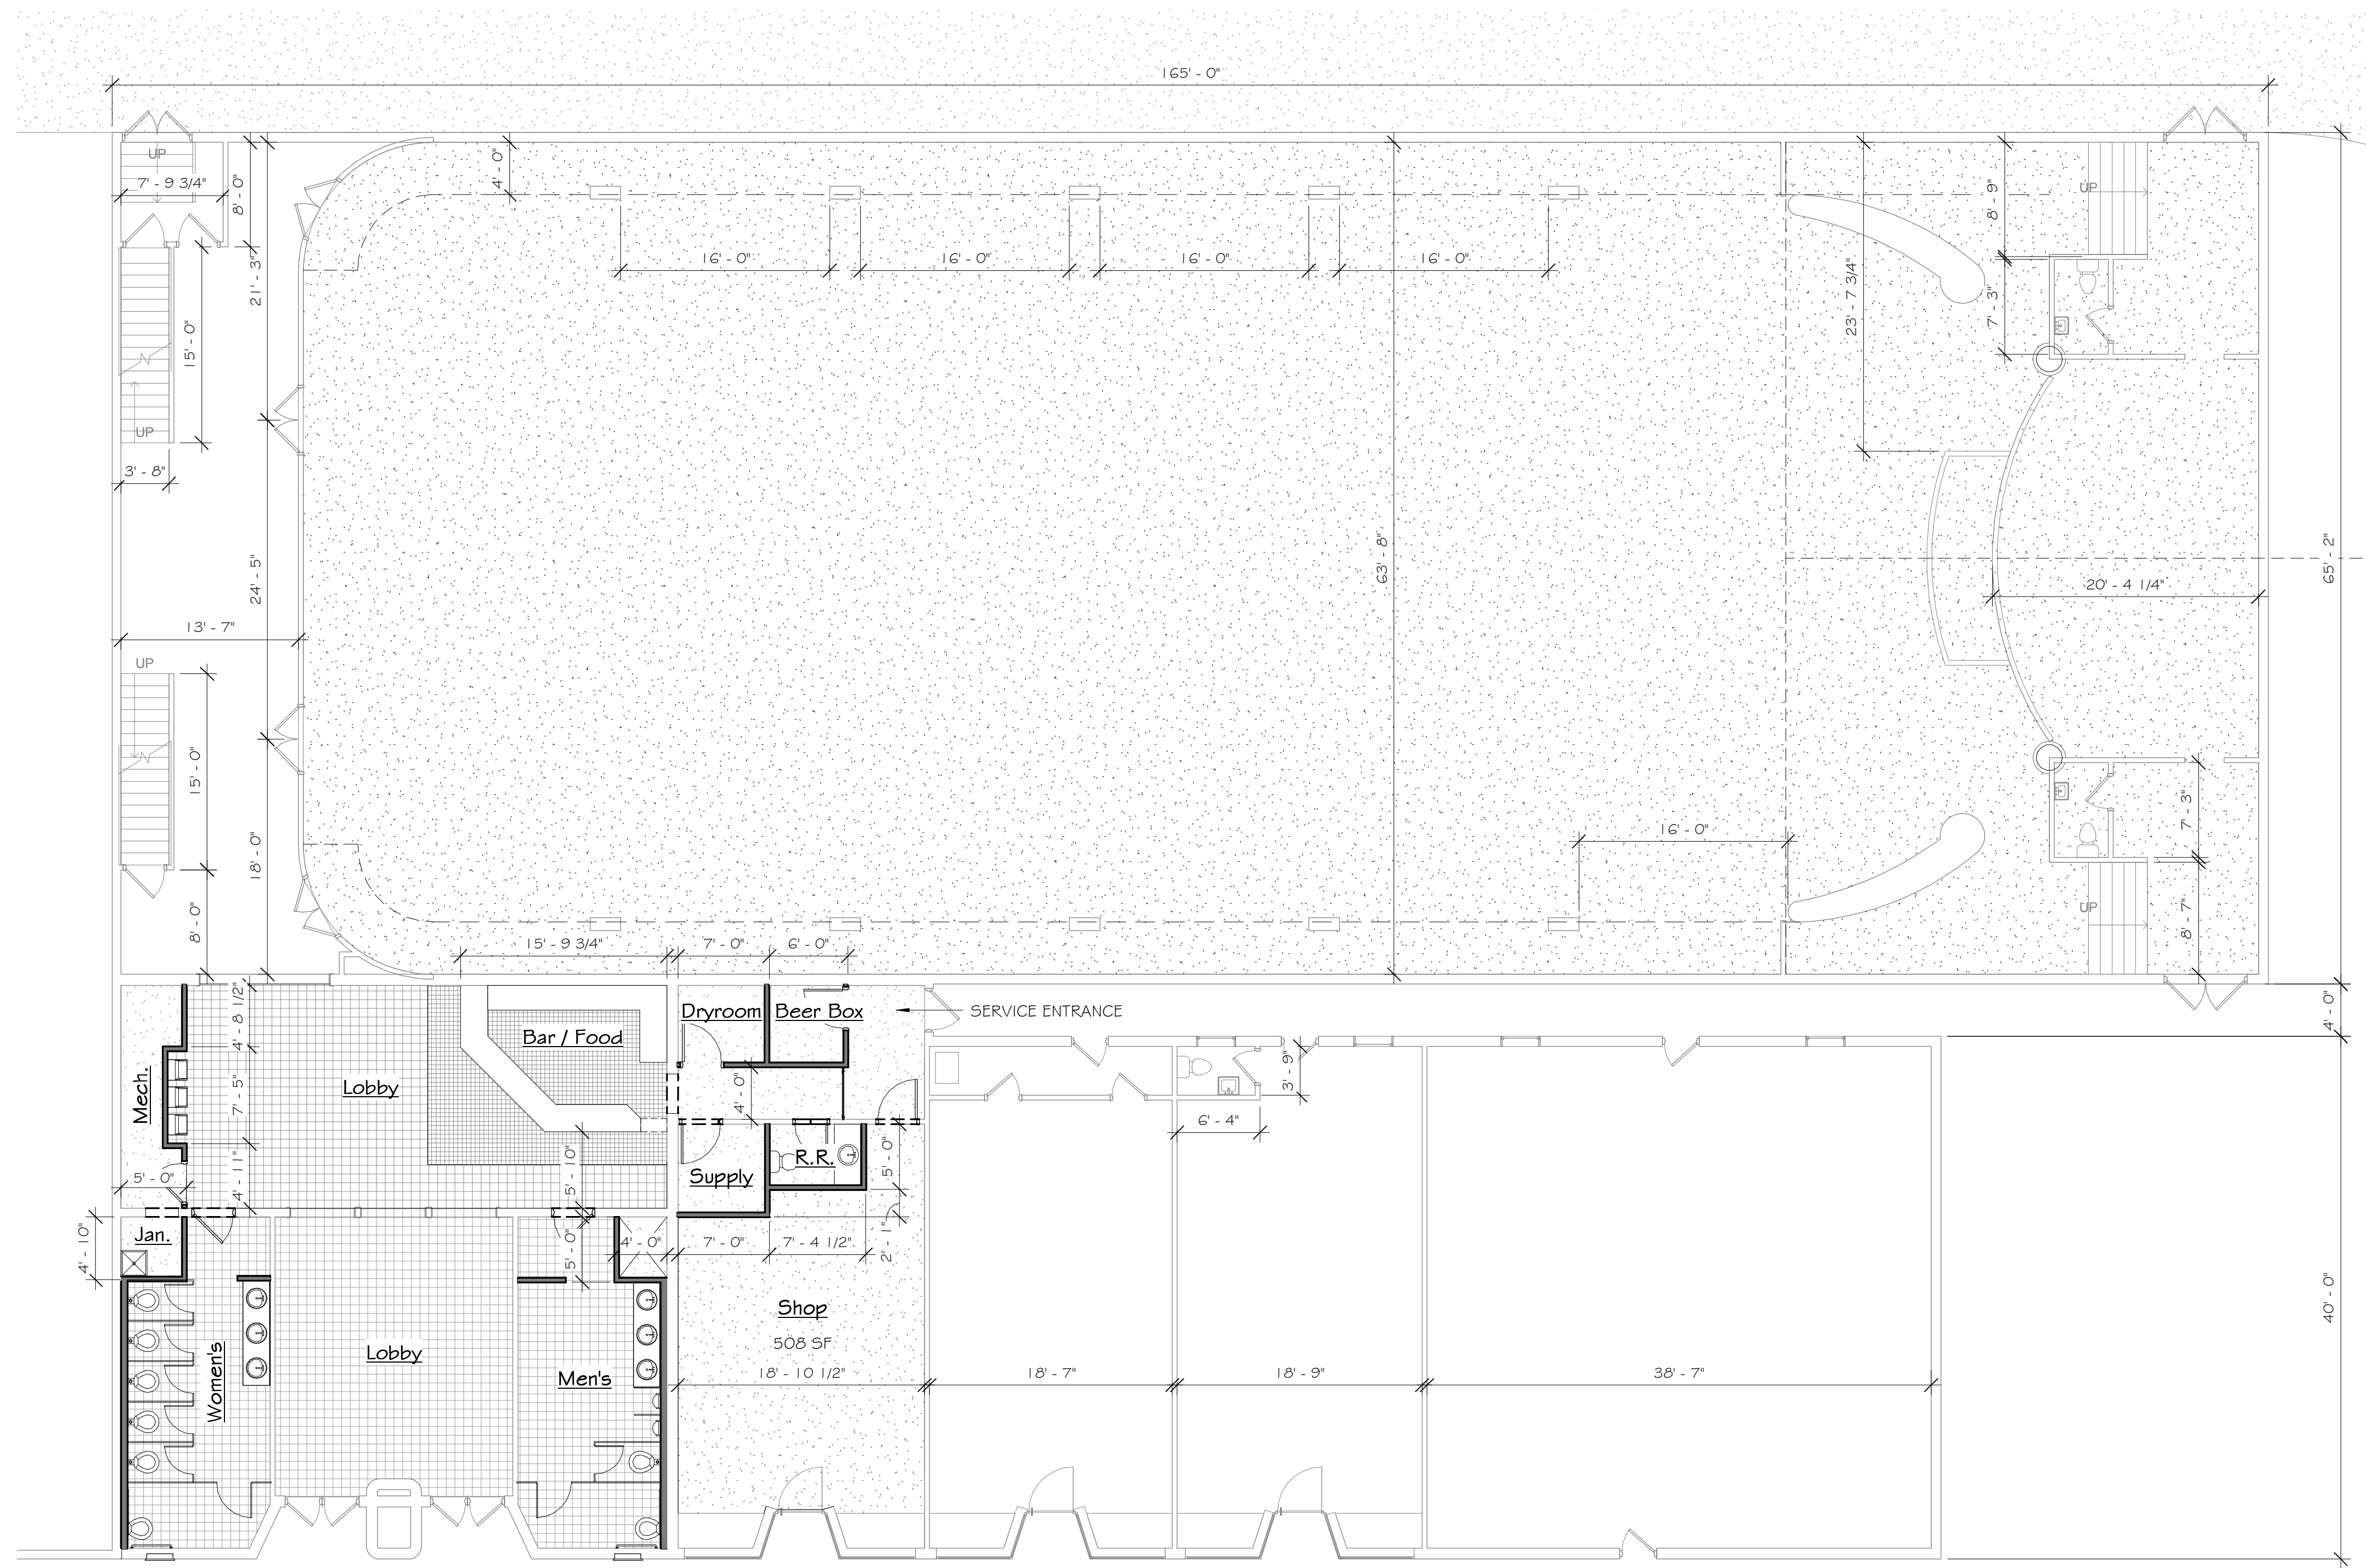 165' - 0"
UP
7' - 9 3/4"
8' - 0"
4' - 0"
21' - 3"
8' - 9"
UP
16' - 0"
16' - 0"
16' - 0"
16' - 0"
23' - 7 3/4"
7' - 3"
15' - 0"
UP
3' - 8"
24' - 5"
63' - 8"
65' - 2"
20' - 4 1/4"
13' - 7"
UP
15' - 0"
18' - 0"
16' - 0"
7' - 3"
8' - 0"
UP
8' - 7"
15' - 9 3/4"
7' - 0"
6' - 0"
4' - 8 1/2"
Dryroom
Beer Box
SERVICE ENTRANCE
4' - 0"
Bar / Food
Mech.
Lobby
7' - 5"
4' - 0"
3' - 9"
6' - 4"
5' - 0"
4' - 11"
5' - 10"
Supply
R.R.
5' - 0"
4' - 10"
Jan.
5' - 0"
4' - 0"
7' - 0"
7' - 4 1/2"
2' - 1"
Shop
508 SF
40' - 0"
Women's
Lobby
Men's
18' - 10 1/2"
18' - 7"
18' - 9"
38' - 7"